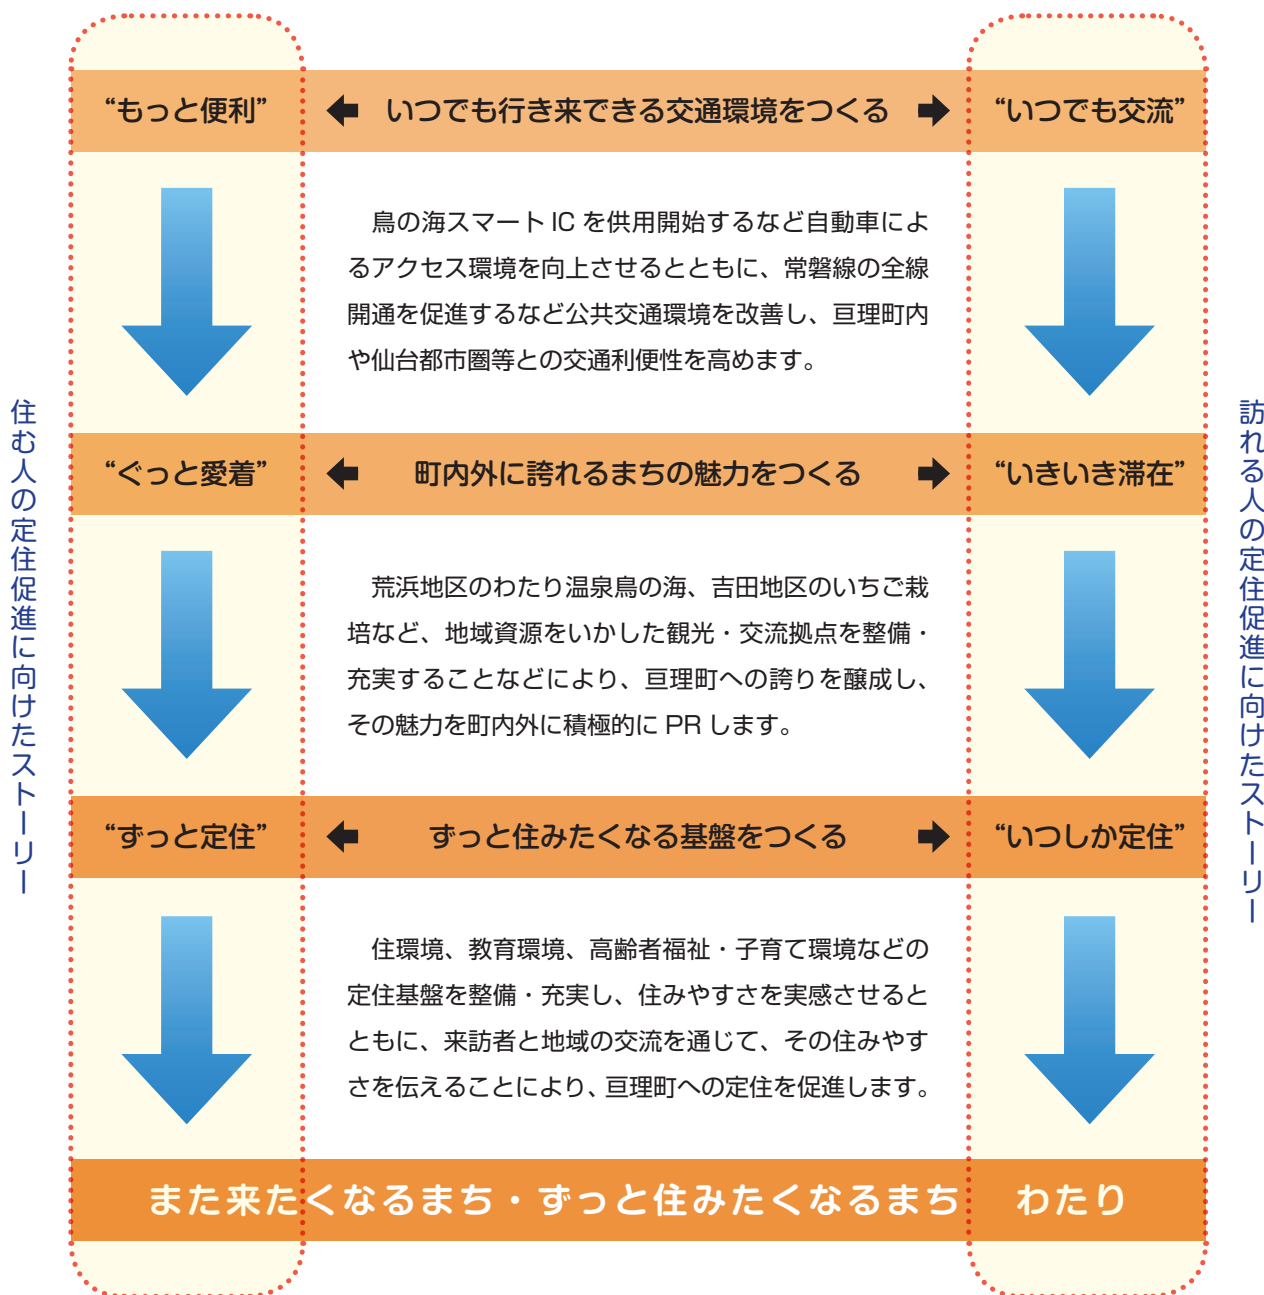 住む人の定住促進に向けたストーリー
訪れる人の定住促進に向けたストーリー
“もっと便利” いつでも行き来できる交通環境をつくる “いつでも交流”
鳥の海スマート IC を供用開始するなど自動車によ
るアクセス環境を向上させるとともに、常磐線の全線
開通を促進するなど公共交通環境を改善し、亘理町内
や仙台都市圏等との交通利便性を高めます。
“ぐっと愛着” 町内外に誇れるまちの魅力をつくる “いきいき滞在”
荒浜地区のわたり温泉鳥の海、吉田地区のいちご栽
培など、地域資源をいかした観光・交流拠点を整備・
充実することなどにより、亘理町への誇りを醸成し、
その魅力を町内外に積極的に PR します。
“ずっと定住” ずっと住みたくなる基盤をつくる “いつしか定住”
住環境、教育環境、高齢者福祉・子育て環境などの
定住基盤を整備・充実し、住みやすさを実感させると
ともに、来訪者と地域の交流を通じて、その住みやす
さを伝えることにより、亘理町への定住を促進します。
また来たくなるまち・ずっと住みたくなるまち わたり